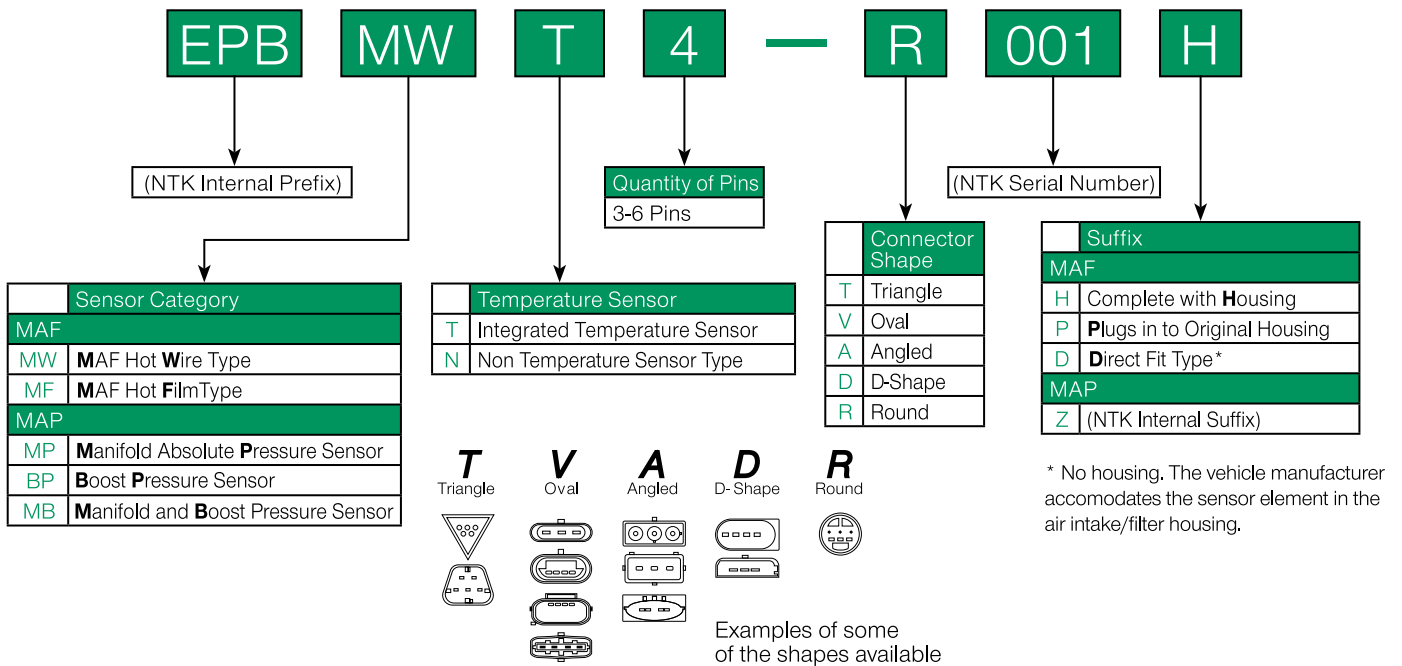 EPB MW T 4 — R 001 H
(NTK Internal Prefix)
Quantity of Pins
3-6 Pins
(NTK Serial Number)
Sensor Category
MAF
MW MAF Hot Wire Type
MF MAF Hot FilmType
MAP
MP Manifold Absolute Pressure Sensor
BP Boost Pressure Sensor
MB Manifold and Boost Pressure Sensor
Temperature Sensor
T Integrated Temperature Sensor
N Non Temperature Sensor Type
Connector
Shape
T Triangle
V Oval
A Angled
D D-Shape
R Round
Suffix
MAF
H Complete with Housing
P Plugs in to Original Housing
D Direct Fit Type*
MAP
Z (NTK Internal Suffix)
* No housing. The vehicle manufacturer
accomodates the sensor element in the
air intake/filter housing.
T V A D R
Triangle Oval Angled D- Shape Round
Examples of some
of the shapes available